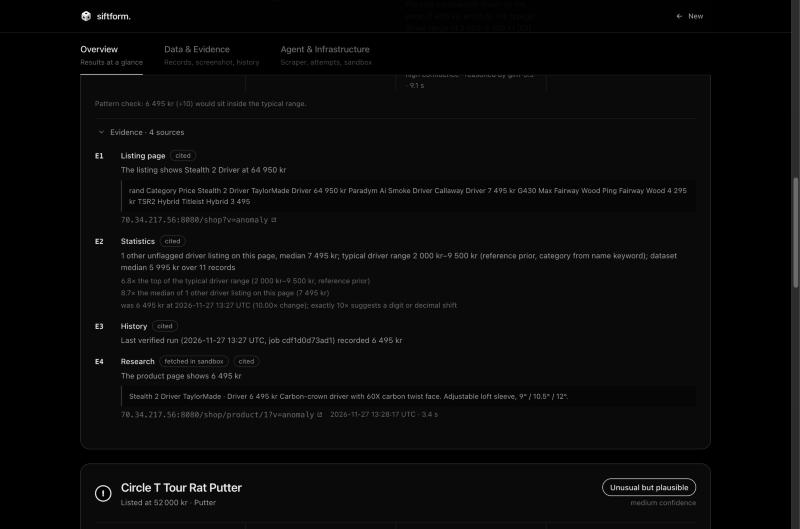 siftform.
← New
Overview
Results at a glance
Data & Evidence
Records, screenshot, history
Agent & Infrastructure
Scraper, attempts, sandbox
· 9.1 s
Pattern check: 6 495 kr (÷10) would sit inside the typical range.
Evidence · 4 sources
E1 Listing page cited
The listing shows Stealth 2 Driver at 64 950 kr
rand Category Price Stealth 2 Driver TaylorMade Driver 64 950 kr Paradym Ai Smoke Driver Callaway Driver 7 495 kr G430 Max Fairway Wood Ping Fairway Wood 4 295
kr TSR2 Hybrid Titleist Hybrid 3 495
70.34.217.56:8080/shop?v=anomaly
E2 Statistics cited
1 other unflagged driver listing on this page, median 7 495 kr; typical driver range 2 000 kr–9 500 kr (reference prior, category from name keyword); dataset
median 5 995 kr over 11 records
6.8× the top of the typical driver range (2 000 kr–9 500 kr, reference prior)
8.7× the median of 1 other driver listing on this page (7 495 kr)
was 6 495 kr at 2026-11-27 13:27 UTC (10.00× change); exactly 10× suggests a digit or decimal shift
E3 History cited
Last verified run (2026-11-27 13:27 UTC, job cdf1d0d73ad1) recorded 6 495 kr
E4 Research fetched in sandbox cited
The product page shows 6 495 kr
Stealth 2 Driver TaylorMade · Driver 6 495 kr Carbon-crown driver with 60X carbon twist face. Adjustable loft sleeve, 9° / 10.5° / 12°.
70.34.217.56:8080/shop/product/1?v=anomaly 2026-11-27 13:28:17 UTC · 3.4 s
Circle T Tour Rat Putter
Listed at 52 000 kr · Putter
Unusual but plausible
medium confidence